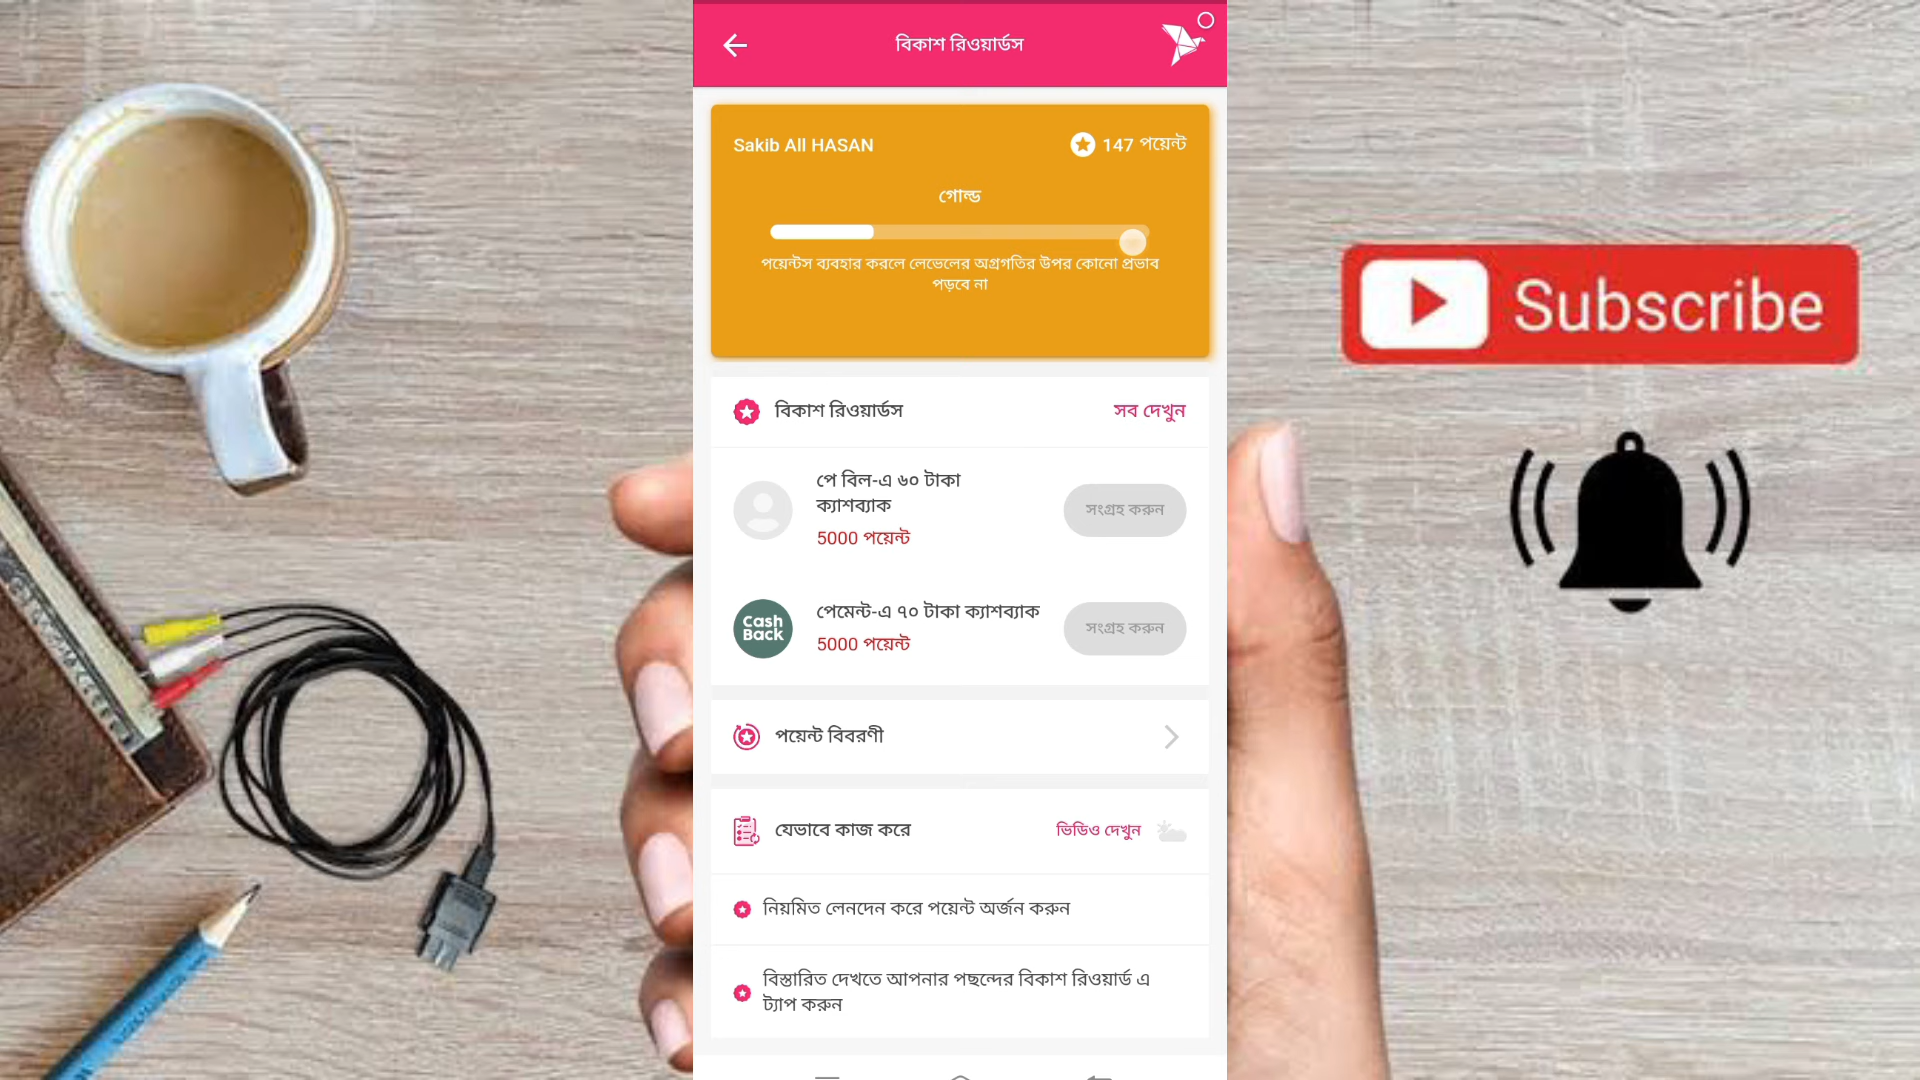 বিকাশ রিওয়ার্ডস
Sakib All HASAN
147 পয়েন্ট
গোল্ড
পয়েন্টস ব্যবহার করলে লেভেলের অগ্রগতির উপর কোনো প্রভাব
পড়বে না
বিকাশ রিওয়ার্ডস
সব দেখুন
পে বিল-এ ৬০ টাকা
ক্যাশব্যাক
5000 পয়েন্ট
সংগ্রহ করুন
Cash
Back
পেমেন্ট-এ ৭০ টাকা ক্যাশব্যাক
5000 পয়েন্ট
সংগ্রহ করুন
পয়েন্ট বিবরণী
যেভাবে কাজ করে
ভিডিও দেখুন
নিয়মিত লেনদেন করে পয়েন্ট অর্জন করুন
বিস্তারিত দেখতে আপনার পছন্দের বিকাশ রিওয়ার্ড এ
ট্যাপ করুন
Subscribe